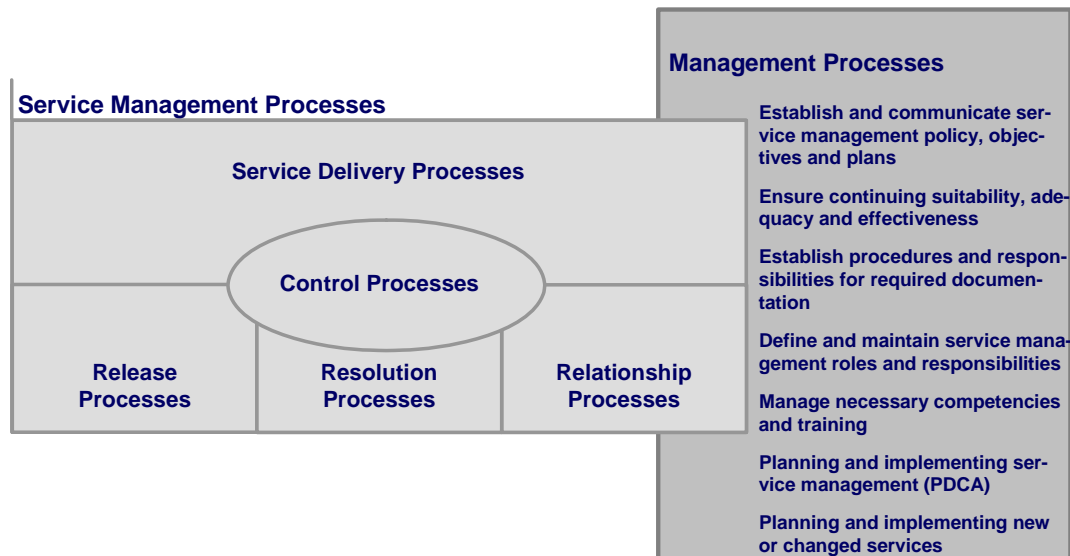 Management Processes
Service Management Processes
Service Delivery Processes
Control Processes
Release
Processes
Resolution
Processes
Relationship
Processes
Establish and communicate ser-
vice management policy, objec-
tives and plans
Ensure continuing suitability, ade-
quacy and effectiveness
Establish procedures and respon-
sibilities for required documen-
tation
Define and maintain service mana-
gement roles and responsibilities
Manage necessary competencies
and training
Planning and implementing ser-
vice management (PDCA)
Planning and implementing new
or changed services